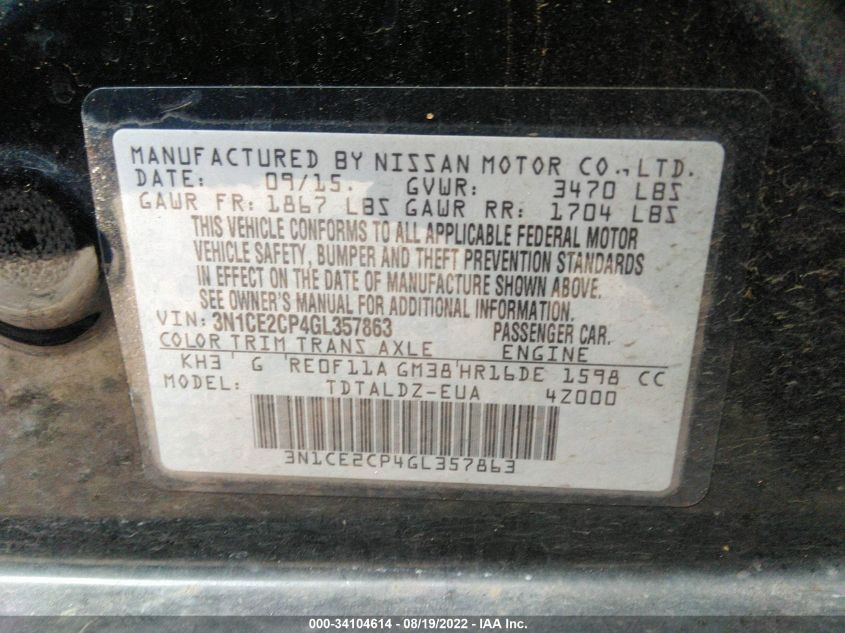 MANUFACTURED BY NISSAN MOTOR CO., LTD.
DATE: 09/15. GVWR: 3470 LBS
GAWR FR: 1867 LBS GAWR RR: 1704 LBS
THIS VEHICLE CONFORMS TO ALL APPLICABLE FEDERAL MOTOR
VEHICLE SAFETY, BUMPER AND THEFT PREVENTION STANDARDS
IN EFFECT ON THE DATE OF MANUFACTURE SHOWN ABOVE.
SEE OWNER'S MANUAL FOR ADDITIONAL INFORMATION.
VIN: 3N1CE2CP4GL357863 PASSENGER CAR.
COLOR TRIM TRANS AXLE ENGINE
KH3 G RE0F11A GM38 HR16DE 1598 CC
MODEL: TDTALDZ-EUA 4Z000
3N1CE2CP4GL357863
000-34104614 - 08/19/2022 - IAA Inc.